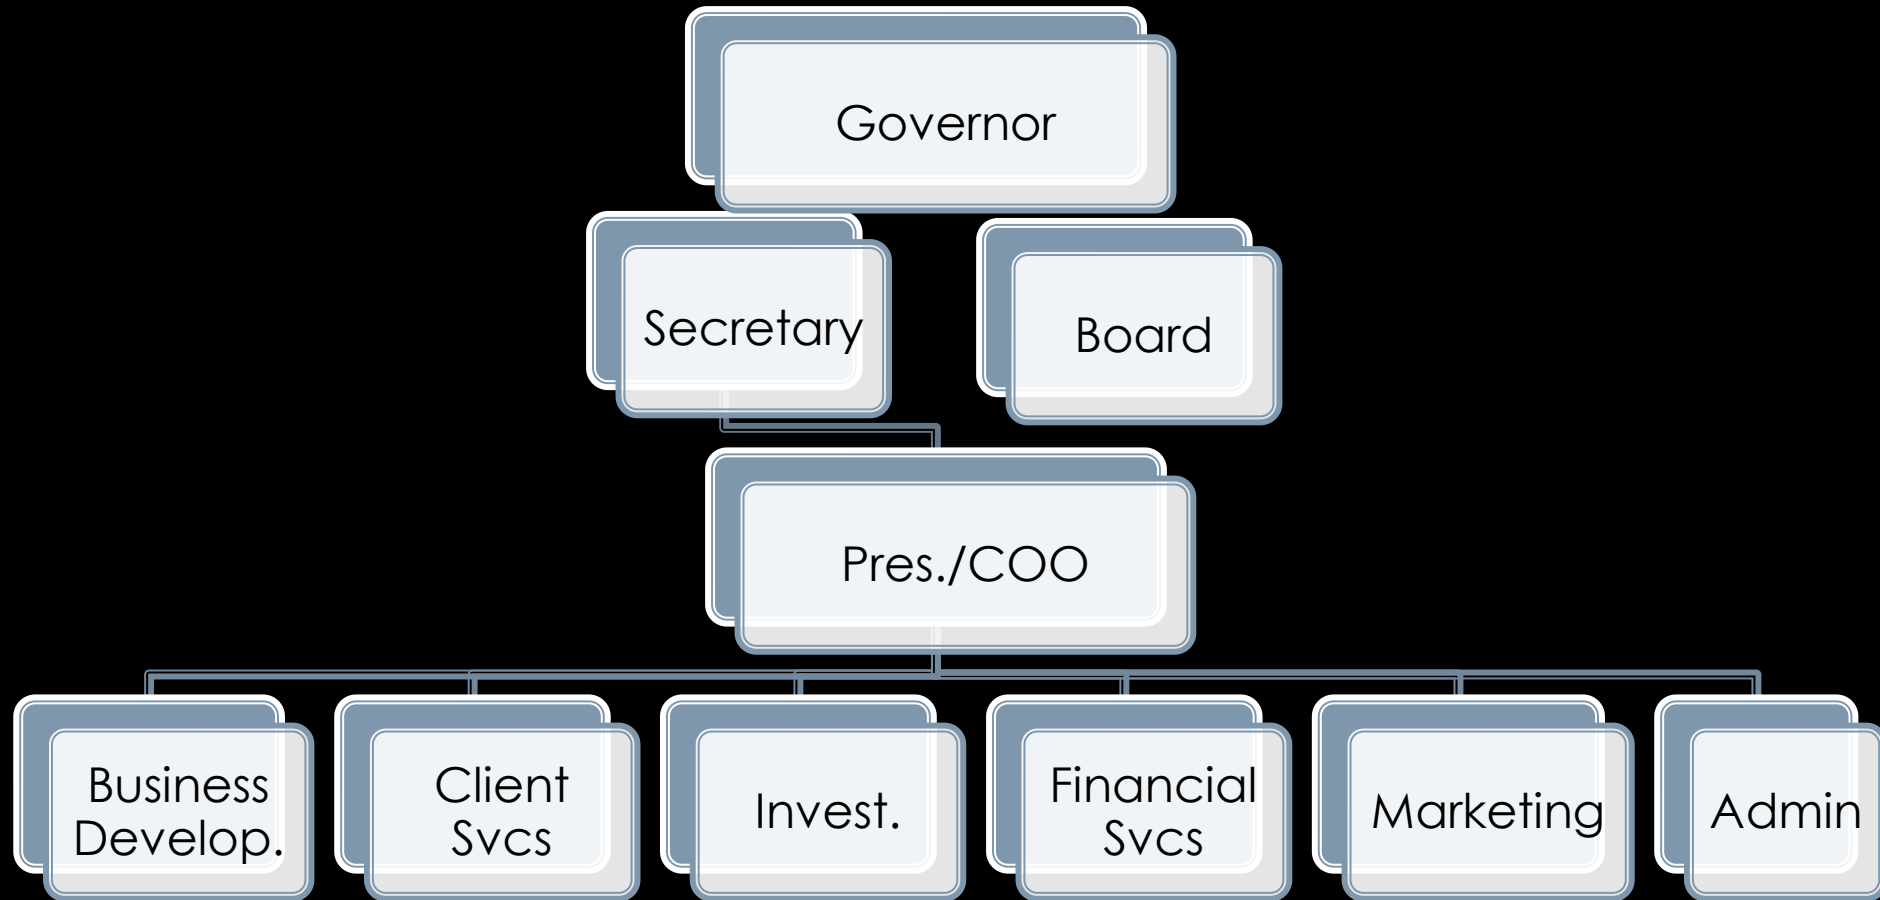 Governor
Secretary
Board
Pres./COO
Business
Develop.
Client
Svcs
Invest.
Financial
Svcs
Marketing
Admin